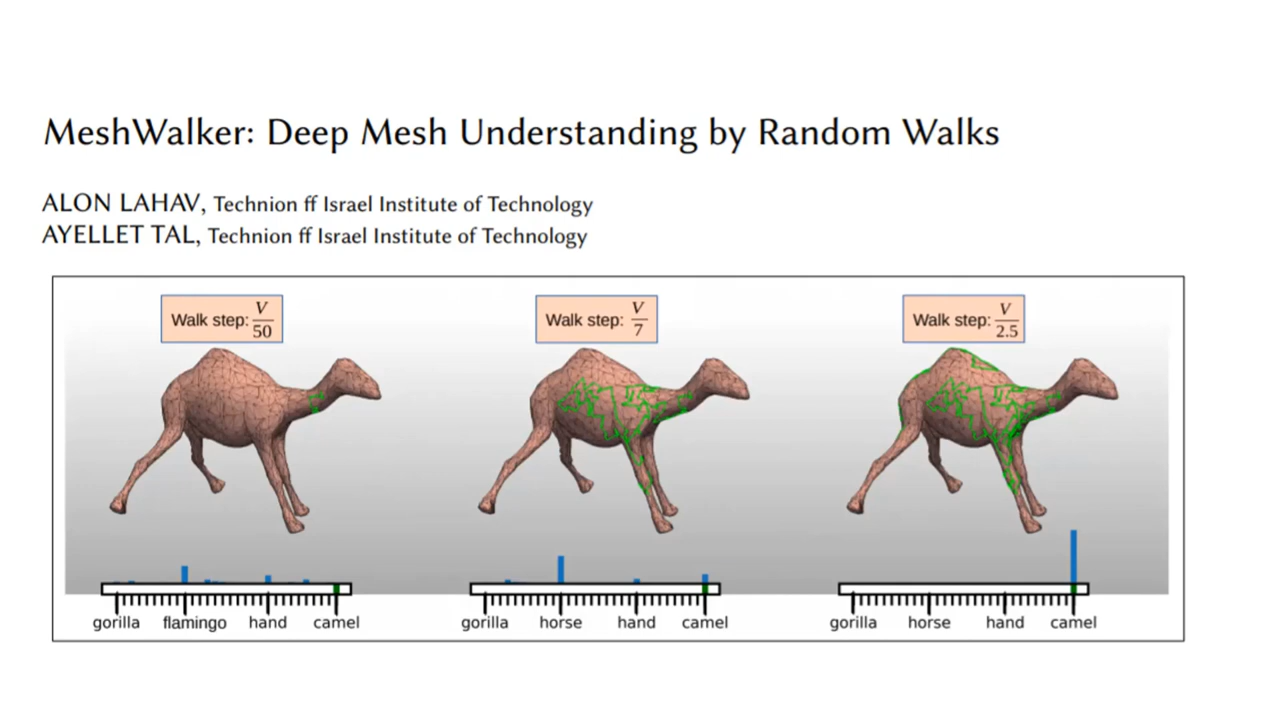 MeshWalker: Deep Mesh Understanding by Random Walks
ALON LAHAV, Technion ff Israel Institute of Technology
AYELLET TAL, Technion ff Israel Institute of Technology
Walk step: V/50
Walk step: V/7
Walk step: V/2.5
gorilla flamingo hand camel
gorilla horse hand camel
gorilla horse hand camel